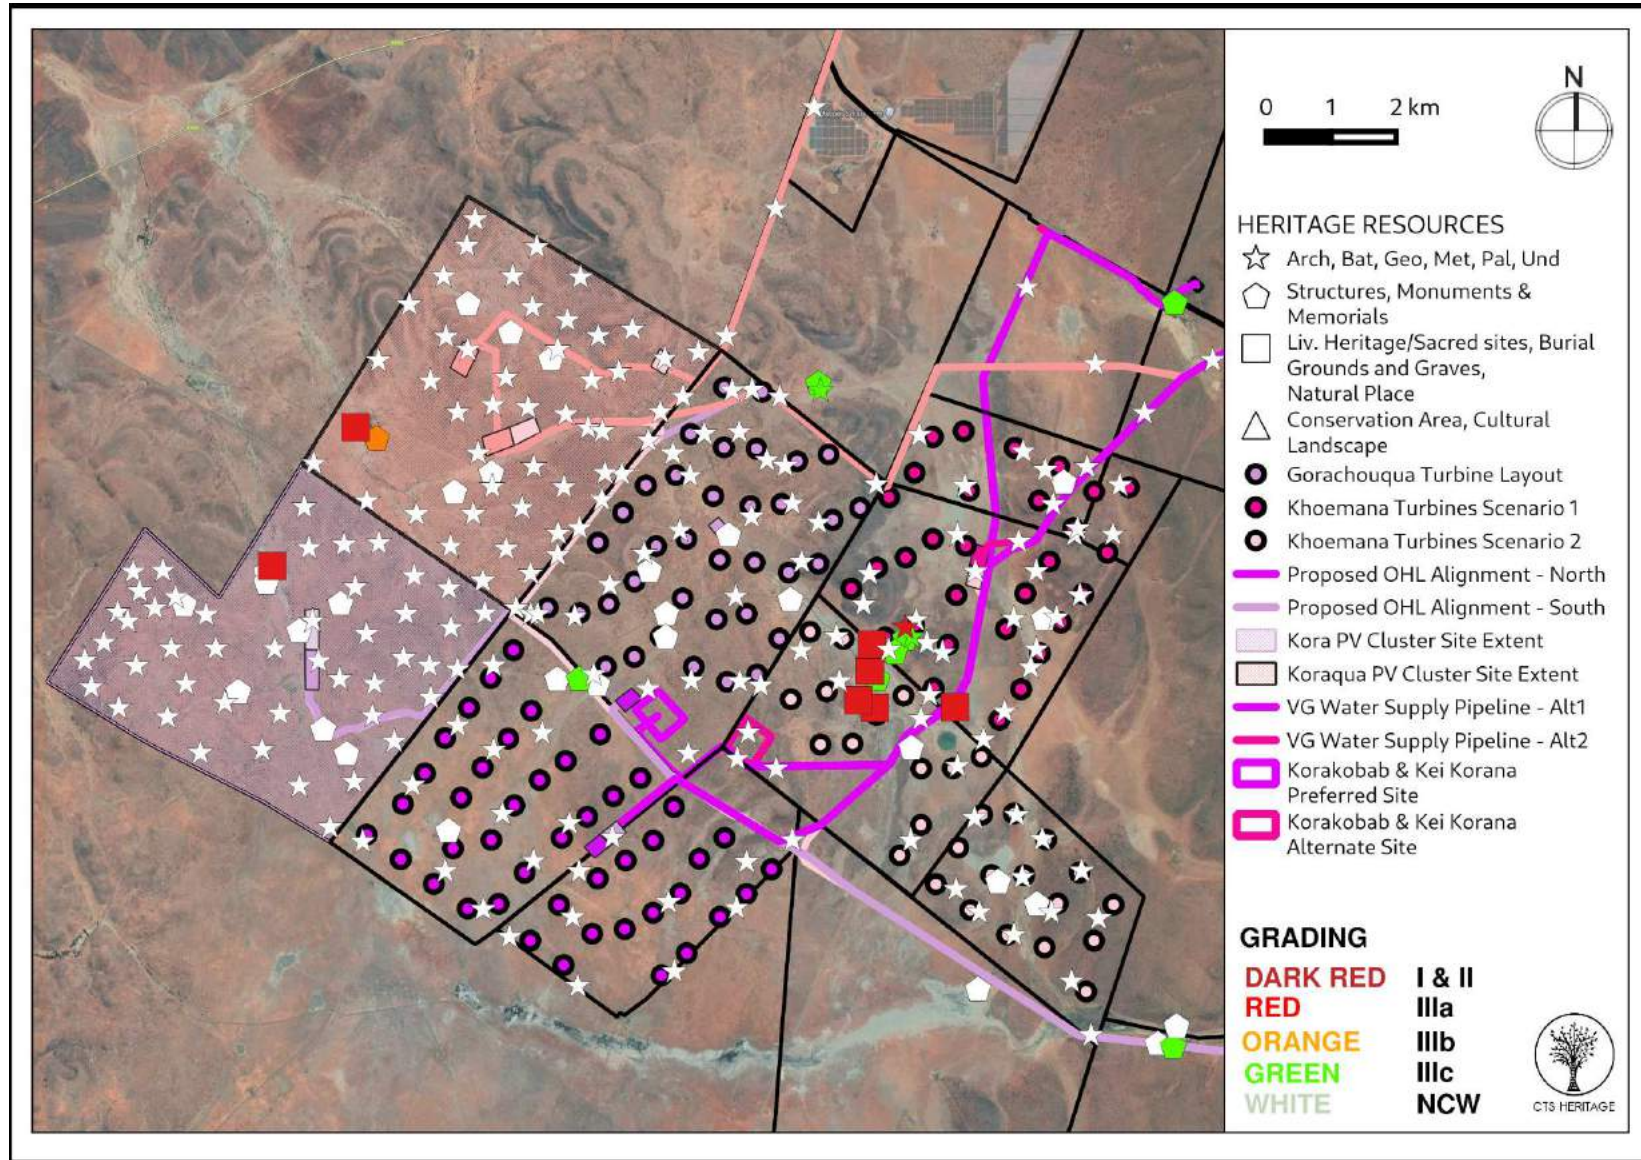 N
0 1 2 km
HERITAGE RESOURCES
Arch, Bat, Geo, Met, Pal, Und
Structures, Monuments &
Memorials
Liv. Heritage/Sacred sites, Burial
Grounds and Graves,
Natural Place
Conservation Area, Cultural
Landscape
Gorachouqua Turbine Layout
Khoemana Turbines Scenario 1
Khoemana Turbines Scenario 2
Proposed OHL Alignment - North
Proposed OHL Alignment - South
Kora PV Cluster Site Extent
Koraqua PV Cluster Site Extent
VG Water Supply Pipeline - Alt1
VG Water Supply Pipeline - Alt2
Korakobab & Kei Korana
Preferred Site
Korakobab & Kei Korana
Alternate Site
GRADING
DARK RED I & II
RED IIIa
ORANGE IIIb
GREEN IIIc
WHITE NCW
CTS HERITAGE